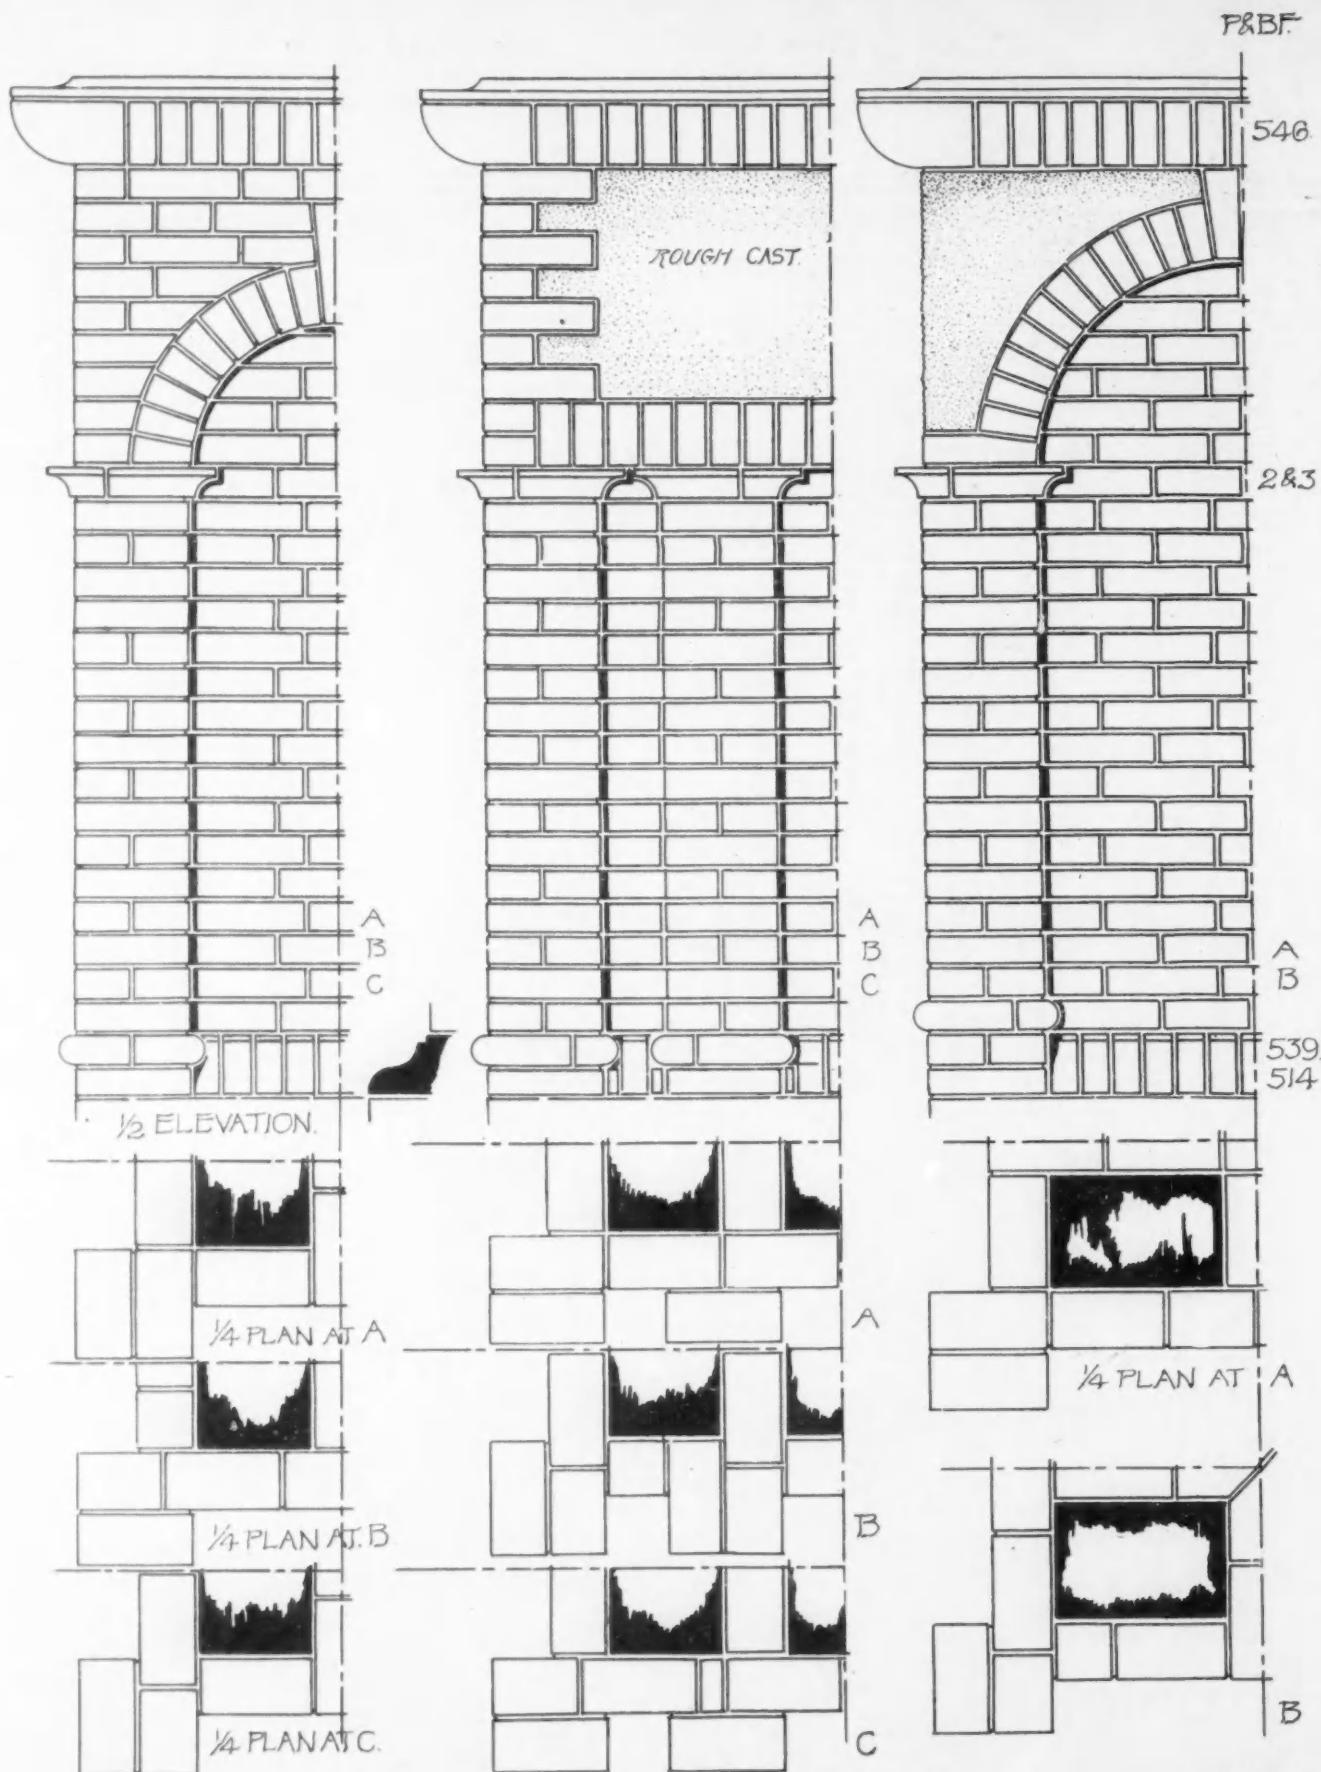 P&BF.
546
ROUGH CAST.
2&3
A
B
C
A
B
C
A
B
539
514
1/2 ELEVATION.
1/4 PLAN AT A
A
1/4 PLAN AT A
1/4 PLAN AT. B
B
1/4 PLAN AT C.
C
B